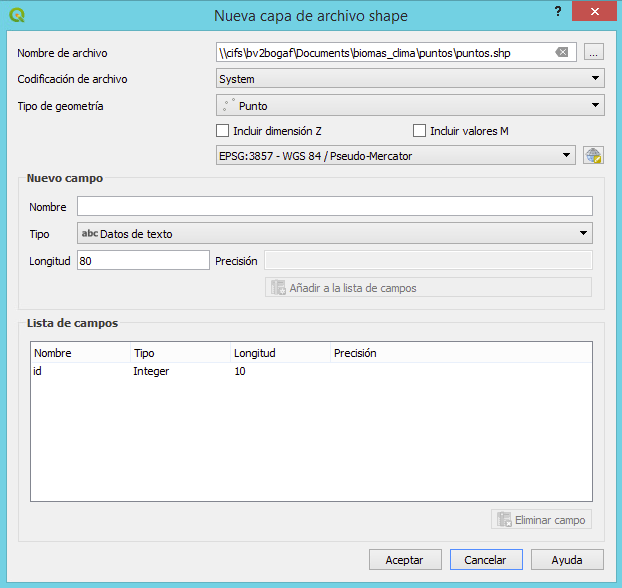 Nueva capa de archivo shape ?
Nombre de archivo \\cifs\bv2bogaf\Documents\biomas_clima\puntos\puntos.shp ...
Codificación de archivo System
Tipo de geometría Punto
Incluir dimensión Z Incluir valores M
EPSG:3857 - WGS 84 / Pseudo-Mercator
Nuevo campo
Nombre
Tipo abc Datos de texto
Longitud 80 Precisión
Añadir a la lista de campos
Lista de campos
Nombre Tipo Longitud Precisión
id Integer 10
Eliminar campo
Aceptar Cancelar Ayuda